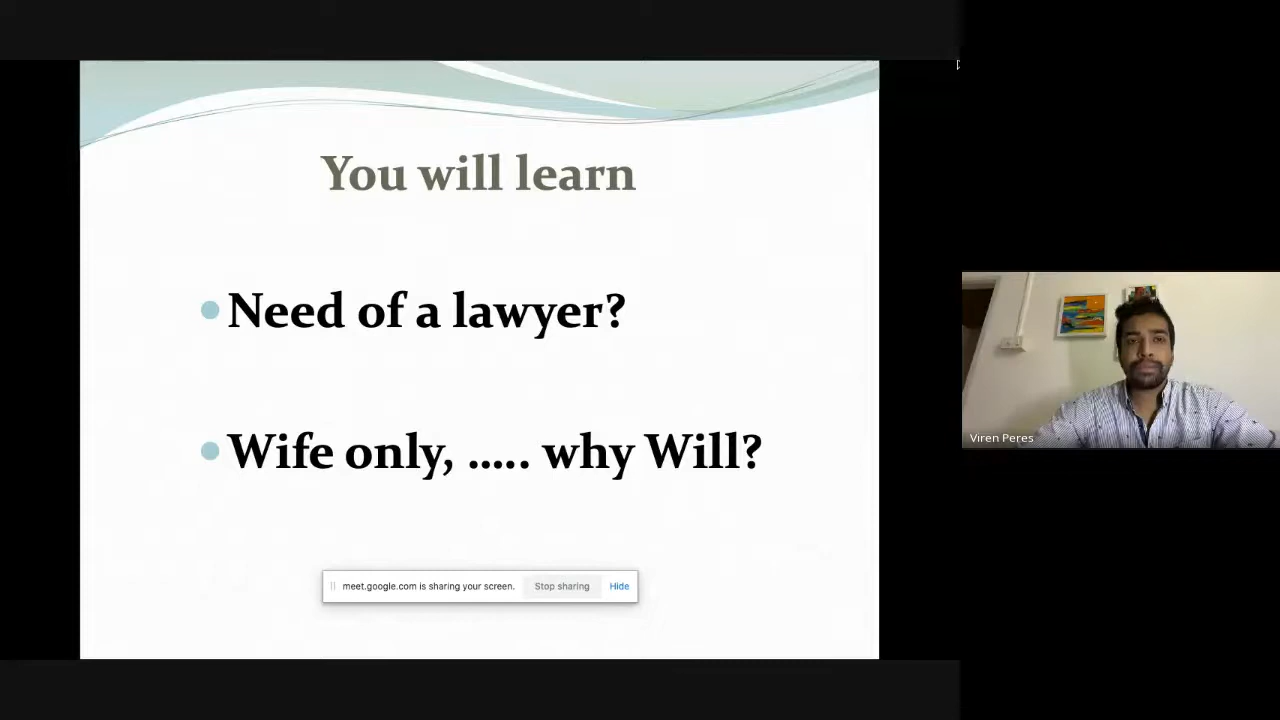 You will learn
Need of a lawyer?
Wife only, ..... why Will?
meet.google.com is sharing your screen. Stop sharing Hide
Viren Peres